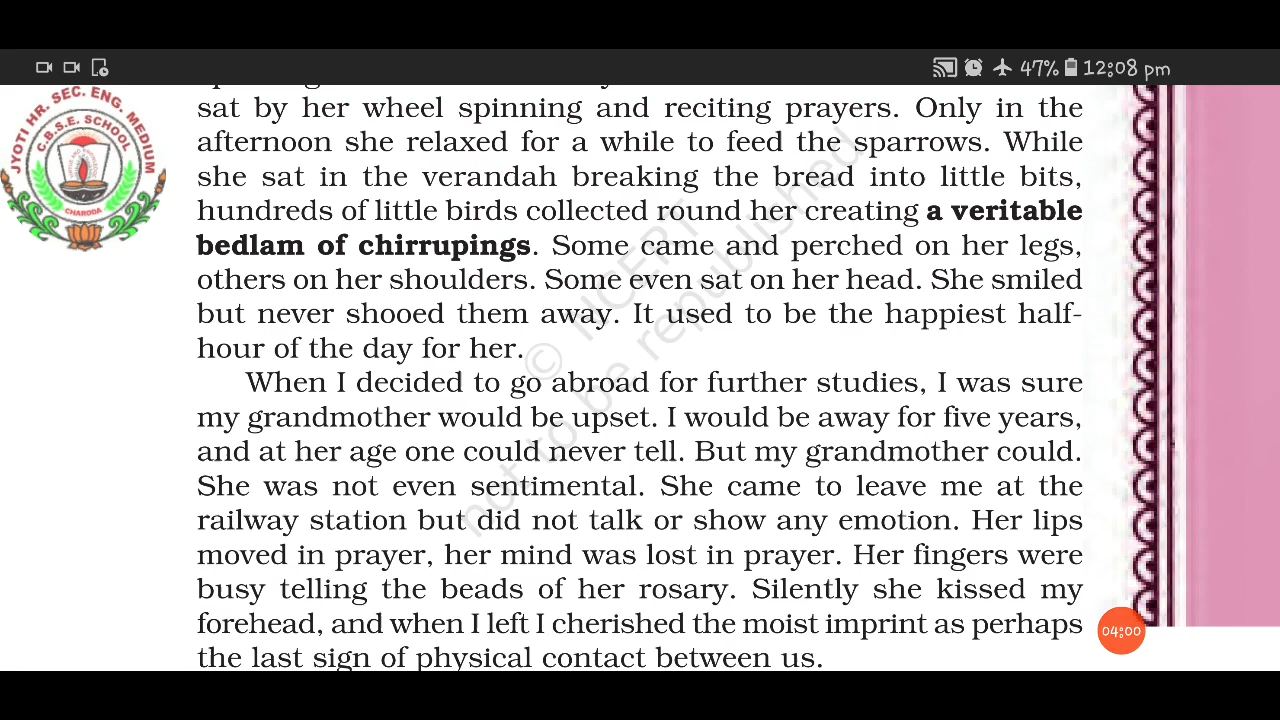 47% 12:08 pm
JYOTI HR. SEC. ENG. MEDIUM
C.B.S.E. SCHOOL
CHARODA
sat by her wheel spinning and reciting prayers. Only in the
afternoon she relaxed for a while to feed the sparrows. While
she sat in the verandah breaking the bread into little bits,
hundreds of little birds collected round her creating a veritable
bedlam of chirrupings. Some came and perched on her legs,
others on her shoulders. Some even sat on her head. She smiled
but never shooed them away. It used to be the happiest half-
hour of the day for her.
When I decided to go abroad for further studies, I was sure
my grandmother would be upset. I would be away for five years,
and at her age one could never tell. But my grandmother could.
She was not even sentimental. She came to leave me at the
railway station but did not talk or show any emotion. Her lips
moved in prayer, her mind was lost in prayer. Her fingers were
busy telling the beads of her rosary. Silently she kissed my
forehead, and when I left I cherished the moist imprint as perhaps
the last sign of physical contact between us.
© NCERT
not to be republished
04:00